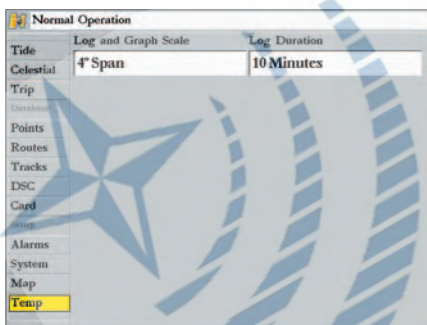 Normal Operation
Tide
Celestial
Trip
Points
Routes
Tracks
DSC
Card
Alarms
System
Map
Temp
Log and Graph Scale
4° Span
Log Duration
10 Minutes